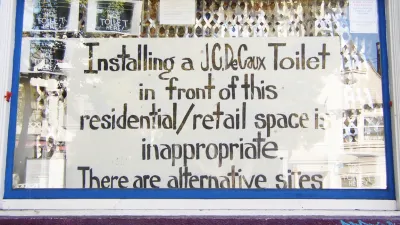 Installing a J.C.DeCaux Toilet
in front of this
residential/retail space is
inappropriate.
There are alternative sites